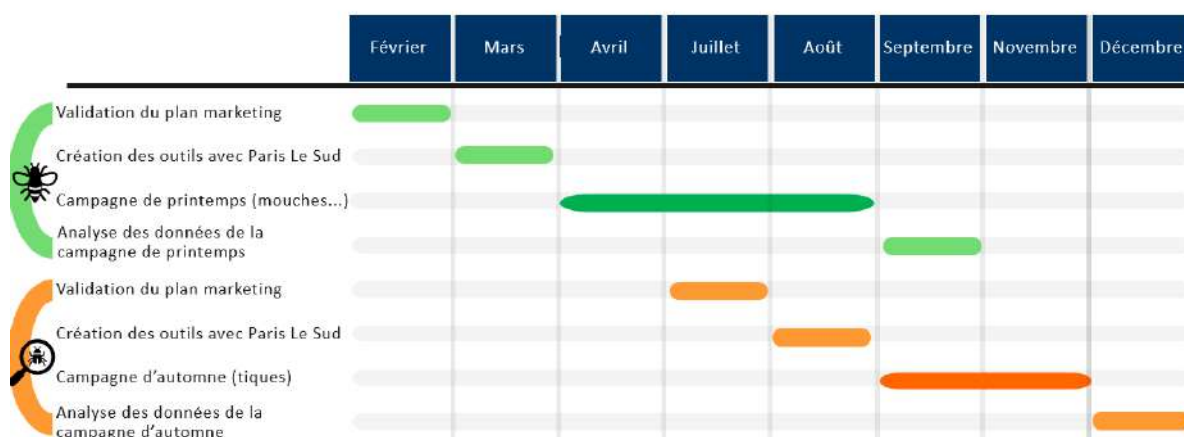 Février Mars Avril Juillet Août Septembre Novembre Décembre
Validation du plan marketing
Création des outils avec Paris Le Sud
Campagne de printemps (mouches...)
Analyse des données de la
campagne de printemps
Validation du plan marketing
Création des outils avec Paris Le Sud
Campagne d'automne (tiques)
Analyse des données de la
campagne d'automne